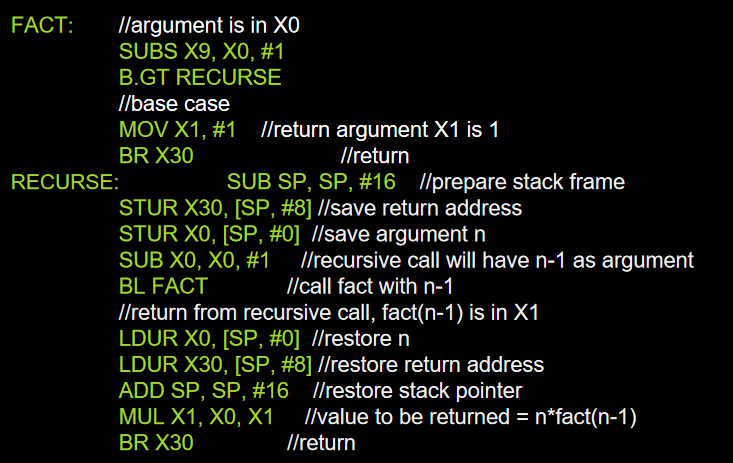 FACT: //argument is in X0
SUBS X9, X0, #1
B.GT RECURSE
//base case
MOV X1, #1 //return argument X1 is 1
BR X30 //return
RECURSE: SUB SP, SP, #16 //prepare stack frame
STUR X30, [SP, #8] //save return address
STUR X0, [SP, #0] //save argument n
SUB X0, X0, #1 //recursive call will have n-1 as argument
BL FACT //call fact with n-1
//return from recursive call, fact(n-1) is in X1
LDUR X0, [SP, #0] //restore n
LDUR X30, [SP, #8] //restore return address
ADD SP, SP, #16 //restore stack pointer
MUL X1, X0, X1 //value to be returned = n*fact(n-1)
BR X30 //return